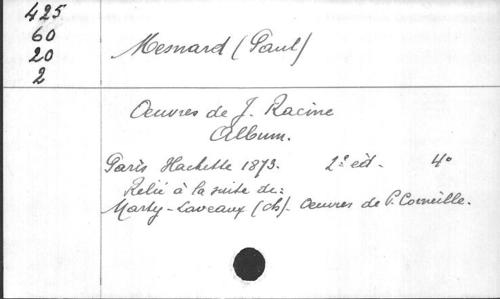 425
60
20
2
Mesnard (Paul)
Oeuvres de J. Racine
Album.
Paris Hachette 1873. 2e éd. 4o
Relié à la suite de:
Marty-Laveaux (Ch). Oeuvres de P. Corneille.